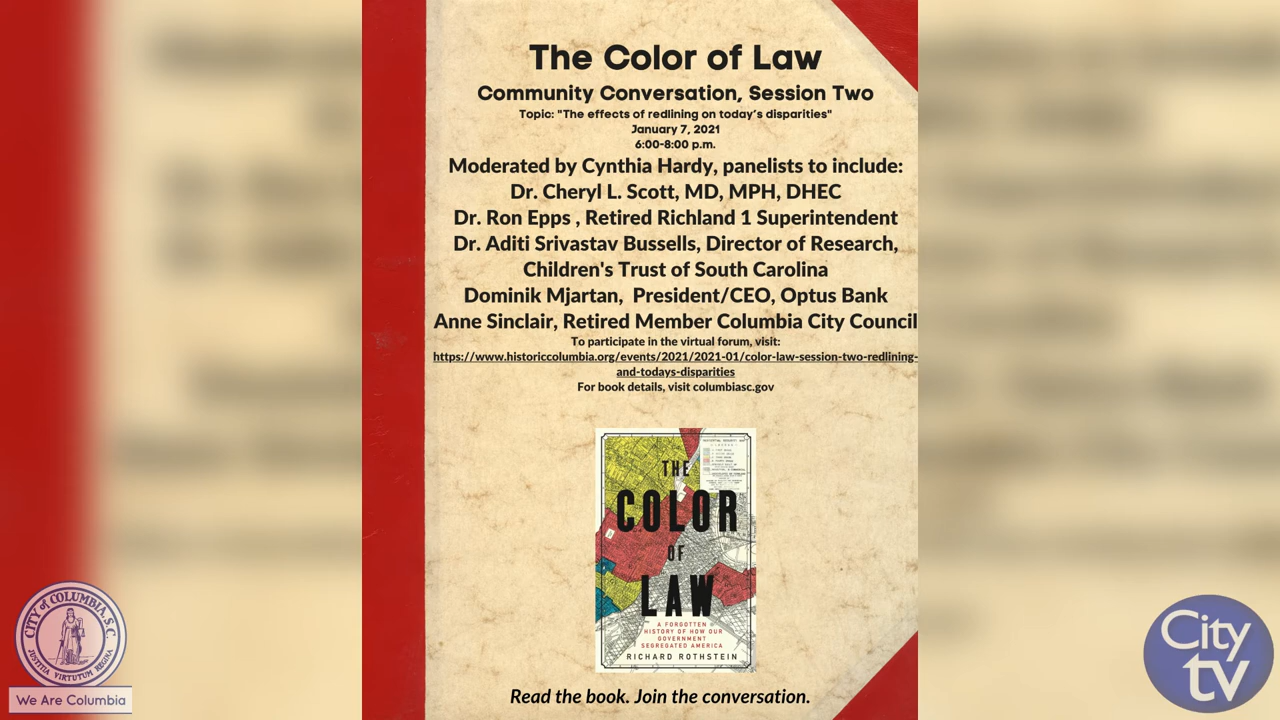 The Color of Law
Community Conversation, Session Two
Topic: "The effects of redlining on today's disparities"
January 7, 2021
6:00-8:00 p.m.
Moderated by Cynthia Hardy, panelists to include:
Dr. Cheryl L. Scott, MD, MPH, DHEC
Dr. Ron Epps , Retired Richland 1 Superintendent
Dr. Aditi Srivastav Bussells, Director of Research,
Children's Trust of South Carolina
Dominik Mjartan, President/CEO, Optus Bank
Anne Sinclair, Retired Member Columbia City Council
To participate in the virtual forum, visit:
https://www.historiccolumbia.org/events/2021/2021-01/color-law-session-two-redlining-
and-todays-disparities
For book details, visit columbiasc.gov
THE
COLOR
OF
LAW
A FORGOTTEN
HISTORY OF HOW OUR
GOVERNMENT
SEGREGATED AMERICA
RICHARD ROTHSTEIN
Read the book. Join the conversation.
CITY OF COLUMBIA, S.C.
JUSTITIA VIRTUTUM REGINA
We Are Columbia
City
tv